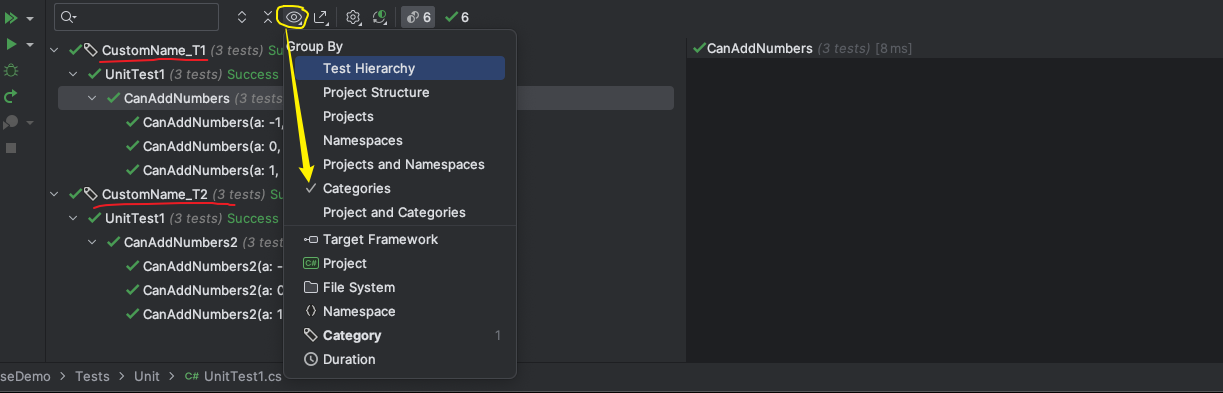 6 6
CustomName_T1 (3 tests) Su
UnitTest1 (3 tests) Success
CanAddNumbers (3 tests
CanAddNumbers(a: -1,
CanAddNumbers(a: 0,
CanAddNumbers(a: 1,
CustomName_T2 (3 tests) Su
UnitTest1 (3 tests) Success
CanAddNumbers2 (3 test
CanAddNumbers2(a: -
CanAddNumbers2(a: 0
CanAddNumbers2(a: 1
Group By
Test Hierarchy
Project Structure
Projects
Namespaces
Projects and Namespaces
Categories
Project and Categories
Target Framework
C# Project
File System
Namespace
Category 1
Duration
CanAddNumbers (3 tests) [8 ms]
seDemo > Tests > Unit > C# UnitTest1.cs